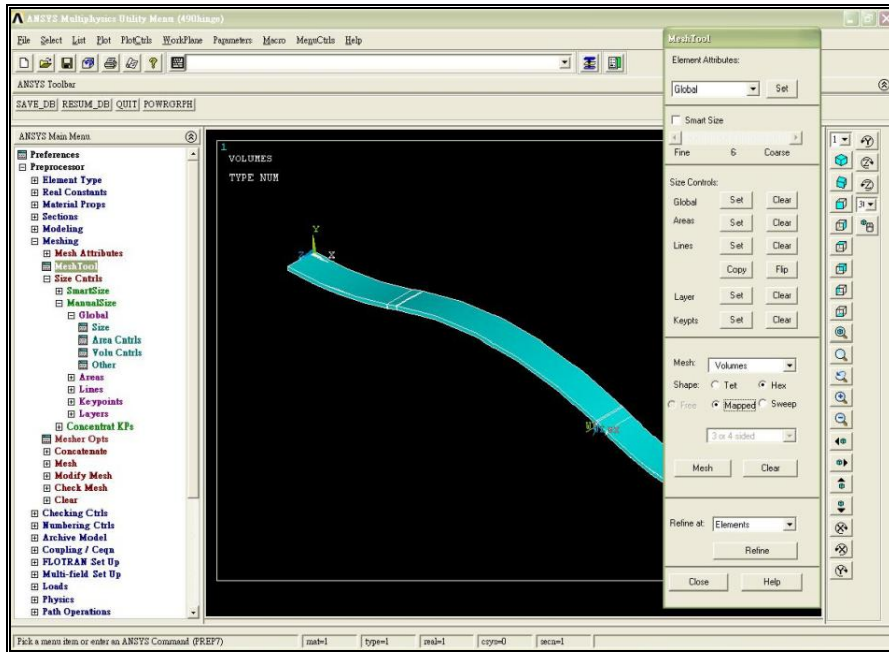 ANSYS Multiphysics Utility Menu (490hinge)
File Select List Plot PlotCtrls WorkPlane Parameters Macro MenuCtrls Help
ANSYS Toolbar
SAVE_DB RESUM_DB QUIT POWRGRPH
ANSYS Main Menu
Preferences
Preprocessor
Element Type
Real Constants
Material Props
Sections
Modeling
Meshing
Mesh Attributes
MeshTool
Size Cntrls
SmartSize
ManualSize
Global
Size
Area Cntrls
Volu Cntrls
Other
Areas
Lines
Keypoints
Layers
Concentrat KPs
Mesher Opts
Concatenate
Mesh
Modify Mesh
Check Mesh
Clear
Checking Ctrls
Numbering Ctrls
Archive Model
Coupling / Ceqn
FLOTRAN Set Up
Multi-field Set Up
Loads
Physics
Path Operations
1
VOLUMES
TYPE NUM
Y
Z X
MeshTool
Element Attributes:
Global Set
Smart Size
Fine 6 Coarse
Size Controls:
Global Set Clear
Areas Set Clear
Lines Set Clear
Copy Flip
Layer Set Clear
Keypts Set Clear
Mesh: Volumes
Shape: Tet Hex
Free Mapped Sweep
3 or 4 sided
Mesh Clear
Refine at: Elements
Refine
Close Help
1
Pick a menu item or enter an ANSYS Command (PREP7) mat=1 type=1 real=1 csys=0 secn=1